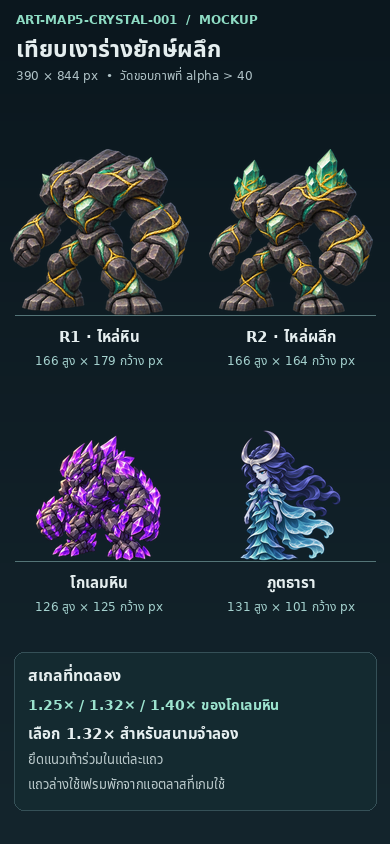 ART-MAP5-CRYSTAL-001 / MOCKUP
เทียบเงาร่างยักษ์ผลึก
390 × 844 px • วัดขอบภาพที่ alpha > 40
R1 · ไหล่หิน
R2 · ไหล่ผลึก
166 สูง × 179 กว้าง px
166 สูง × 164 กว้าง px
โกเลมหิน
ภูตธารา
126 สูง × 125 กว้าง px
131 สูง × 101 กว้าง px
สเกลที่ทดลอง
1.25× / 1.32× / 1.40× ของโกเลมหิน
เลือก 1.32× สำหรับสนามจำลอง
ยึดแนวเท้าร่วมในแต่ละแถว
แถวล่างใช้เฟรมพักจากแอตลาสที่เกมใช้